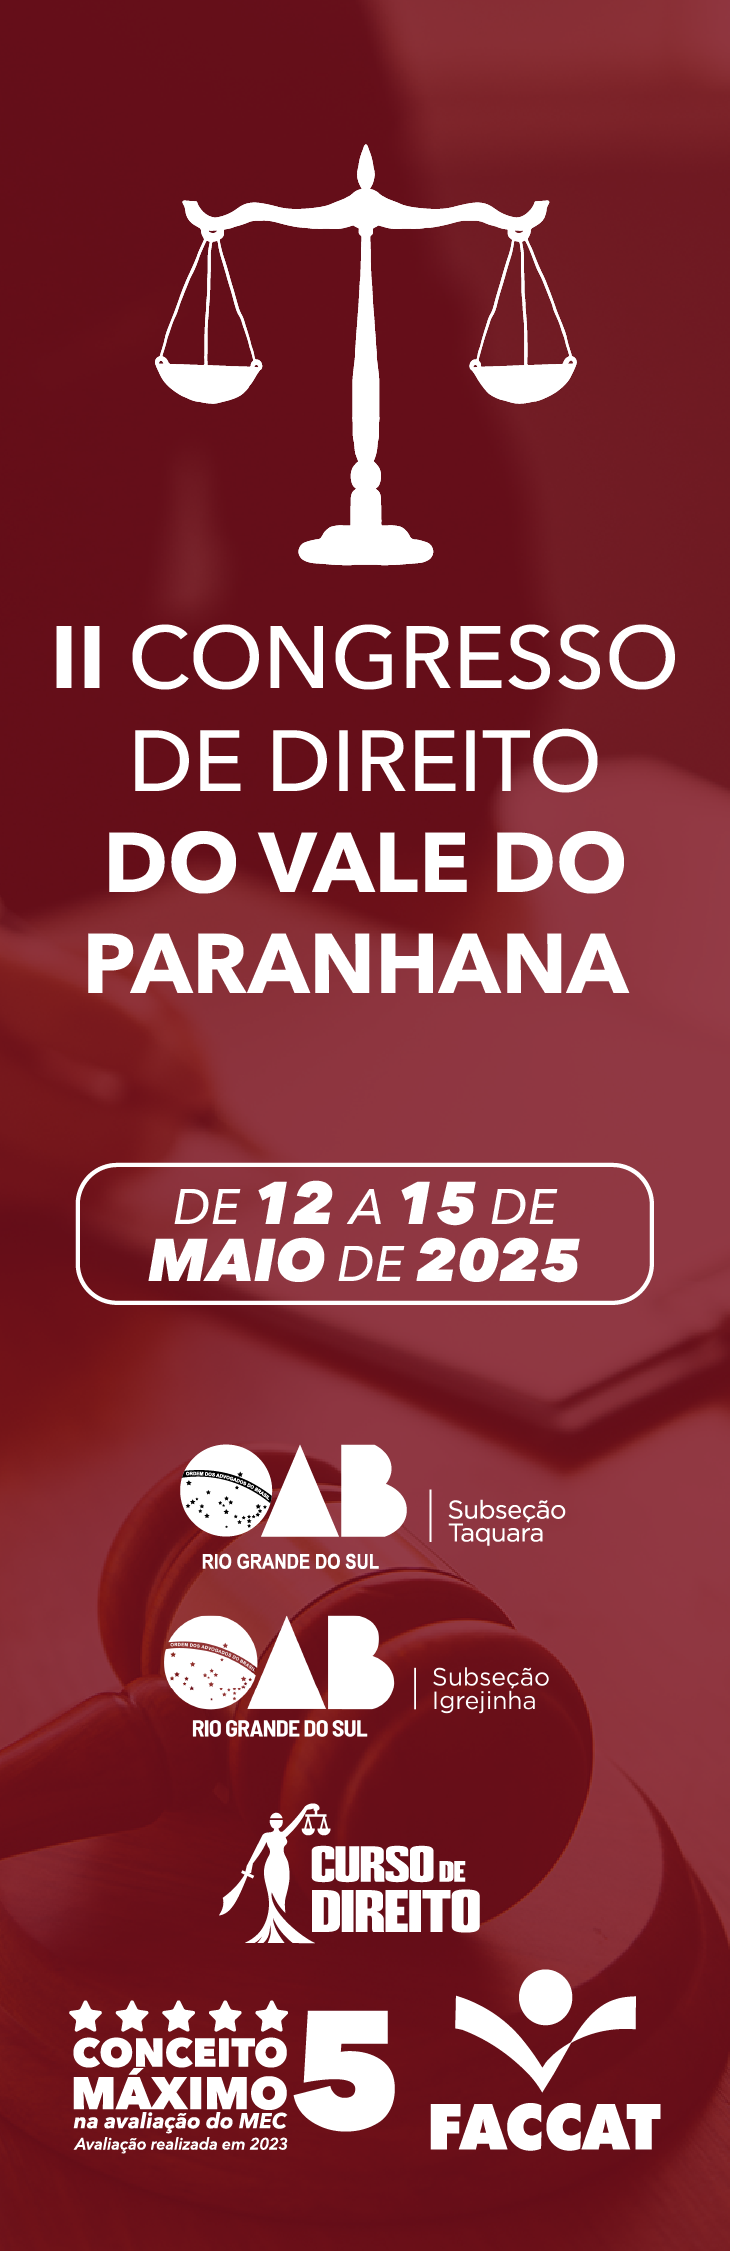 II CONGRESSO
DE DIREITO
DO VALE DO
PARANHANA
DE 12 A 15 DE
MAIO DE 2025
ORDEM DOS ADVOGADOS DO BRASIL
OAB
RIO GRANDE DO SUL
Subseção
Taquara
ORDEM DOS ADVOGADOS DO BRASIL
OAB
RIO GRANDE DO SUL
Subseção
Igrejinha
CURSO DE
DIREITO
CONCEITO
MÁXIMO
5
na avaliação do MEC
Avaliação realizada em 2023
FACCAT